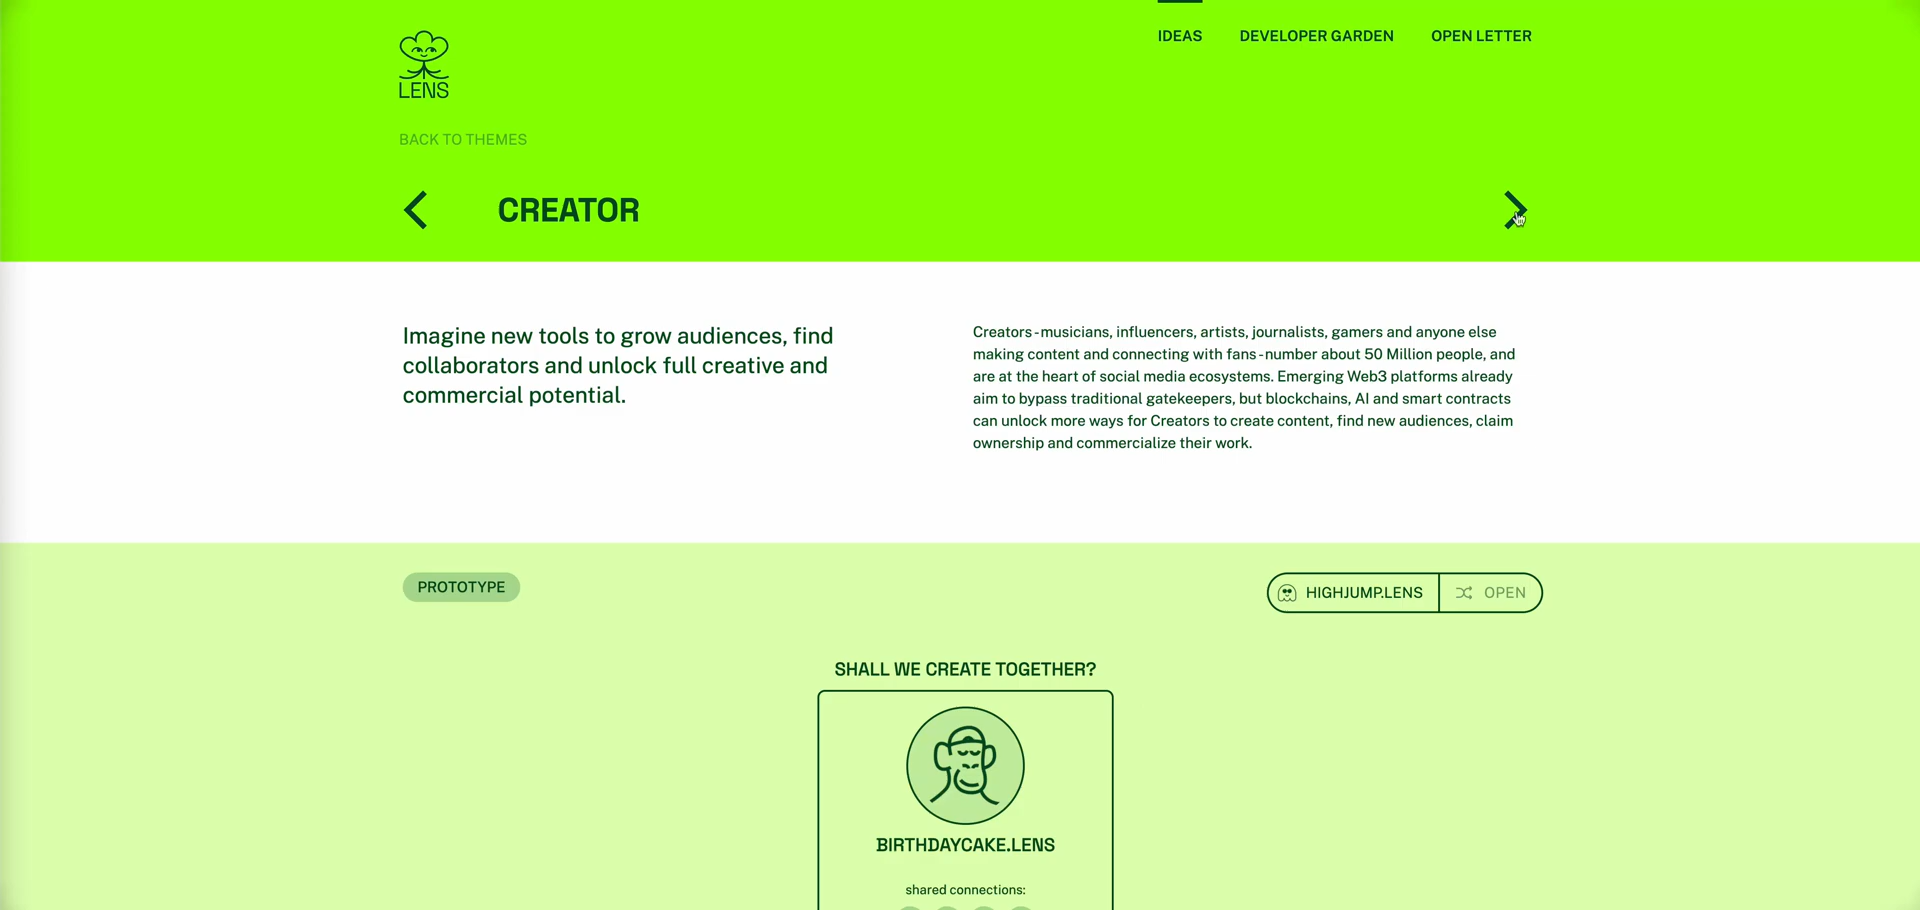 LENS
IDEAS
DEVELOPER GARDEN
OPEN LETTER
BACK TO THEMES
CREATOR
Imagine new tools to grow audiences, find
collaborators and unlock full creative and
commercial potential.
Creators - musicians, influencers, artists, journalists, gamers and anyone else
making content and connecting with fans - number about 50 Million people, and
are at the heart of social media ecosystems. Emerging Web3 platforms already
aim to bypass traditional gatekeepers, but blockchains, AI and smart contracts
can unlock more ways for Creators to create content, find new audiences, claim
ownership and commercialize their work.
PROTOTYPE
HIGHJUMP.LENS
OPEN
SHALL WE CREATE TOGETHER?
BIRTHDAYCAKE.LENS
shared connections: